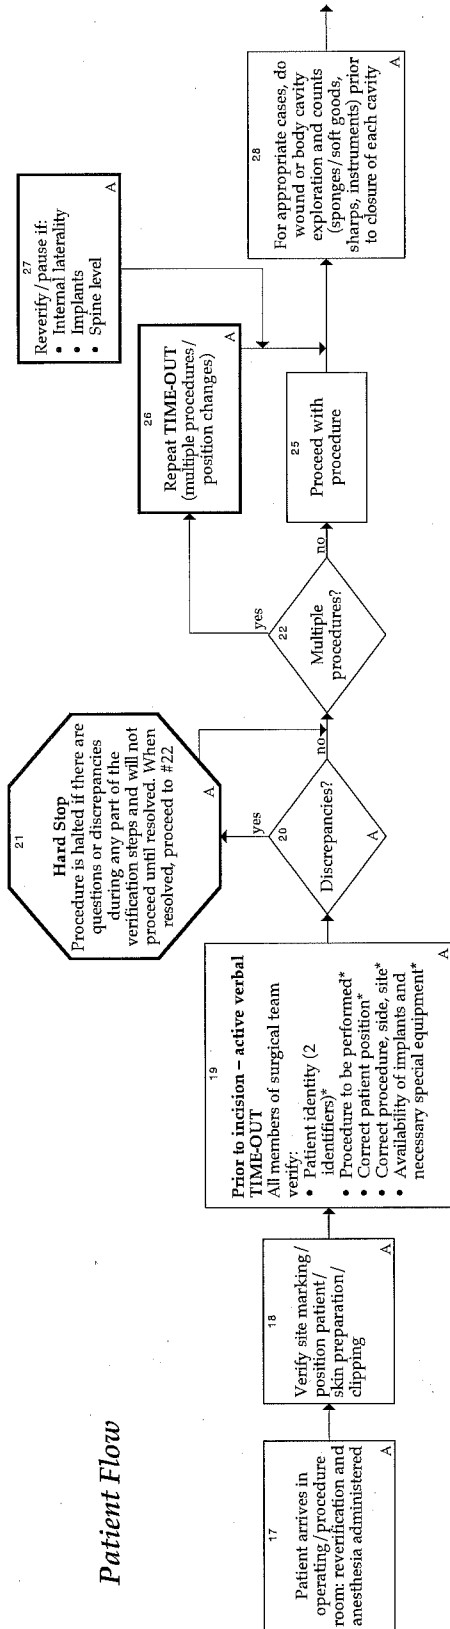 Patient Flow
17
Patient arrives in
operating/procedure
room: reverification and
anesthesia administered
A
18
Verify site marking/
position patient/
skin preparation/
clipping
A
19
Prior to incision – active verbal
TIME-OUT
All members of surgical team
verify:
• Patient identity (2
identifiers)*
• Procedure to be performed*
• Correct patient position*
• Correct procedure, side, site*
• Availability of implants and
necessary special equipment*
A
20
Discrepancies?
A
yes
no
21
Hard Stop
Procedure is halted if there are
questions or discrepancies
during any part of the
verification steps and will not
proceed until resolved. When
resolved, proceed to #22
A
22
Multiple
procedures?
yes
no
25
Proceed with
procedure
26
Repeat TIME-OUT
(multiple procedures/
position changes)
A
27
Reverify/pause if:
• Internal laterality
• Implants
• Spine level
A
28
For appropriate cases, do
wound or body cavity
exploration and counts
(sponges/soft goods,
sharps, instruments) prior
to closure of each cavity
A